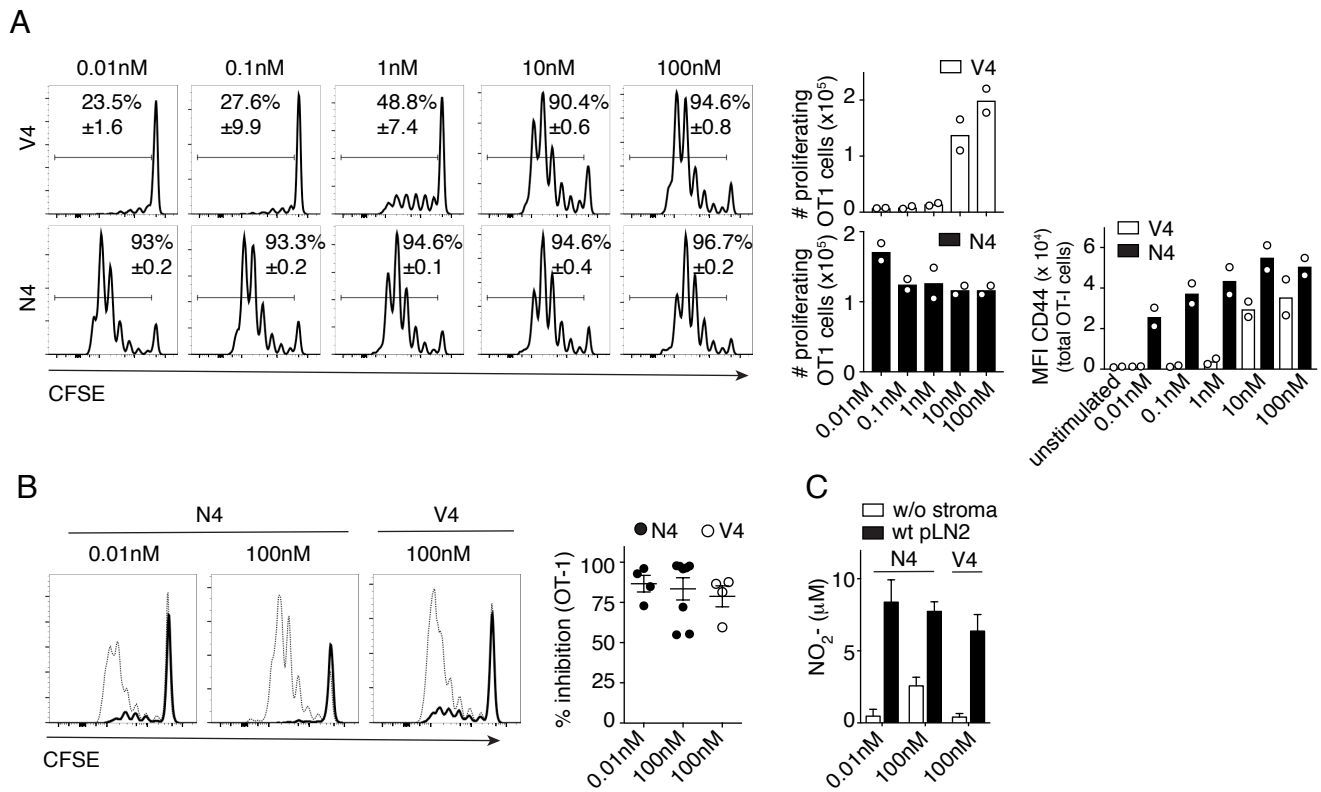 A
0.01nM 0.1nM 1nM 10nM 100nM
V4
23.5% 27.6% 48.8% 90.4% 94.6%
±1.6 ±9.9 ±7.4 ±0.6 ±0.8
N4
93% 93.3% 94.6% 94.6% 96.7%
±0.2 ±0.2 ±0.1 ±0.4 ±0.2
CFSE
# proliferating
OT1 cells (x10⁵)
V4
2
1
0
# proliferating
OT1 cells (x10⁵)
N4
2
1
0
0.01nM 0.1nM 1nM 10nM 100nM
MFI CD44 (x 10⁴)
(total OT-I cells)
V4
N4
6
4
2
0
unstimulated 0.01nM 0.1nM 1nM 10nM 100nM
B
N4 V4
0.01nM 100nM 100nM
CFSE
% inhibition (OT-1)
N4 V4
100
75
50
25
0
0.01nM 100nM 100nM
C
w/o stroma
wt pLN2
N4 V4
NO₂- (μM)
10
5
0
0.01nM 100nM 100nM